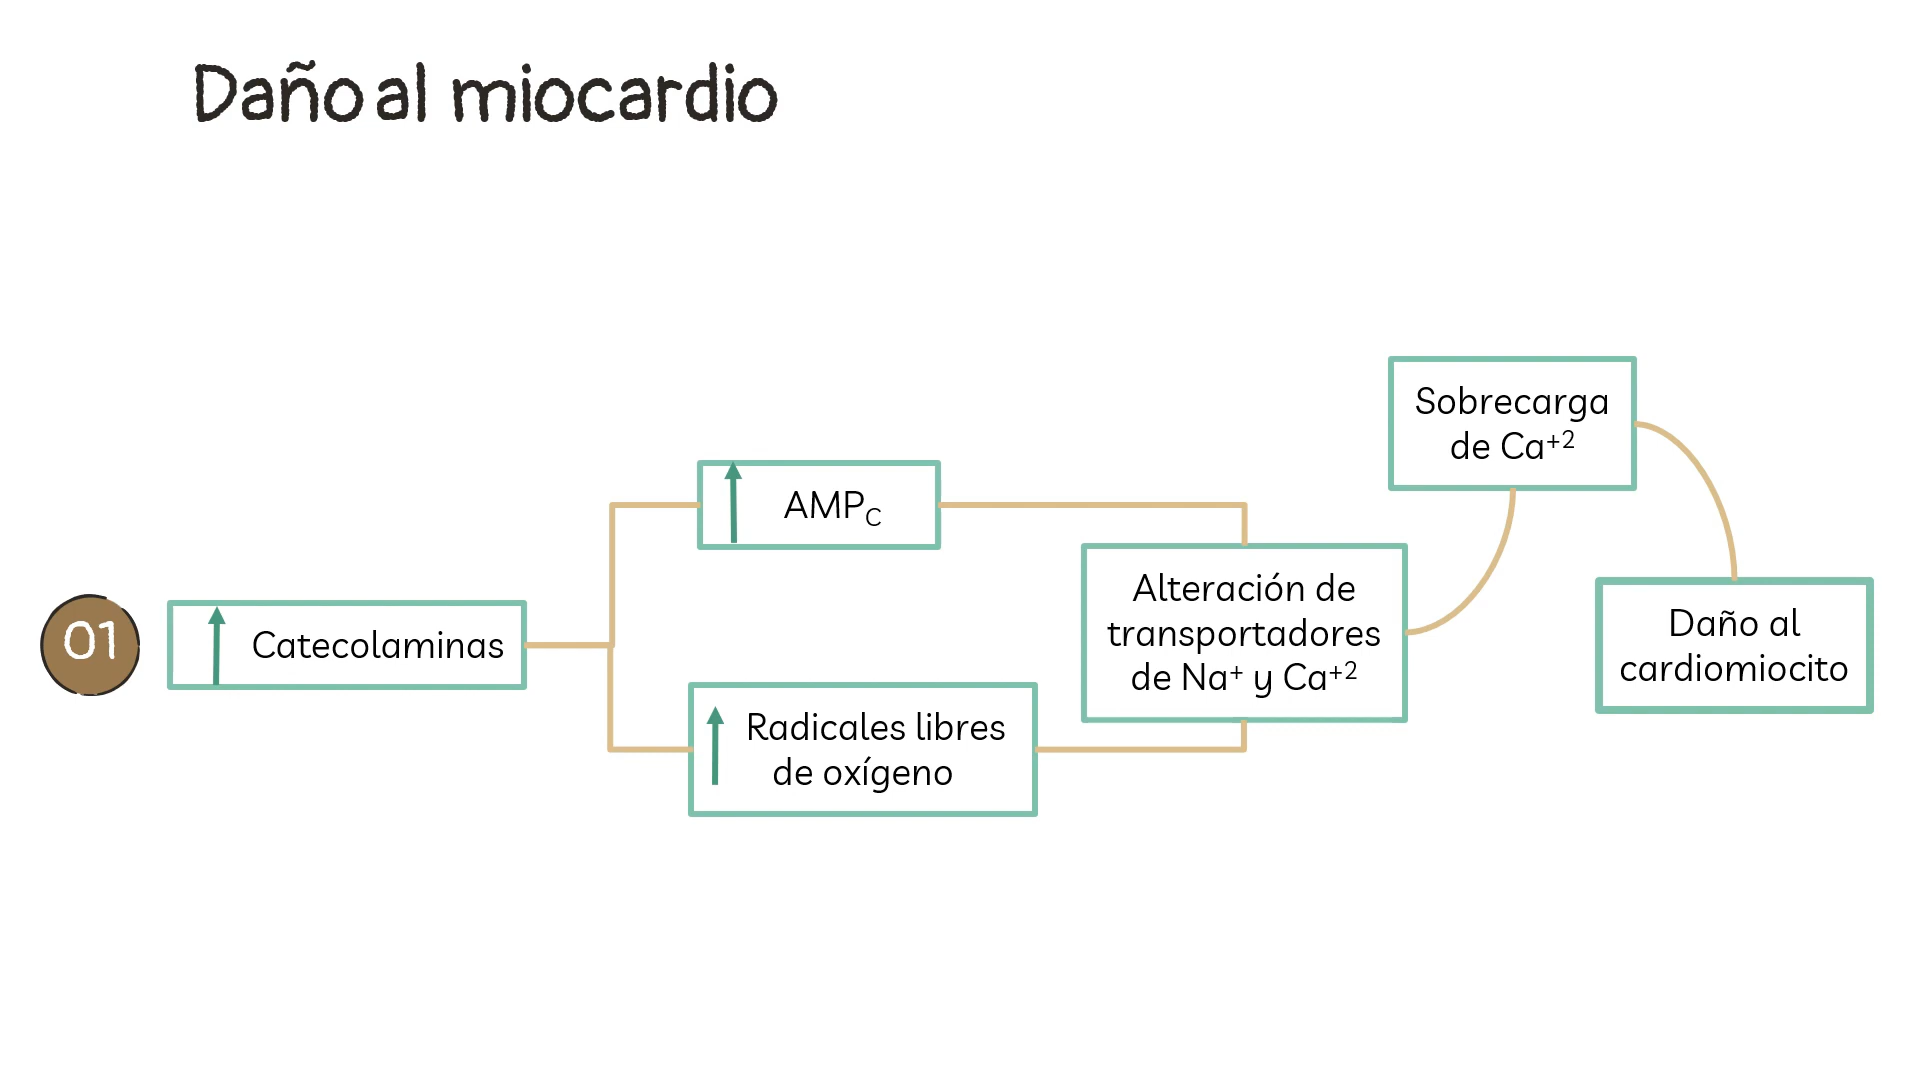 Daño al miocardio
01
Catecolaminas
AMPC
Radicales libres
de oxígeno
Alteración de
transportadores
de Na⁺ y Ca⁺²
Sobrecarga
de Ca⁺²
Daño al
cardiomiocito